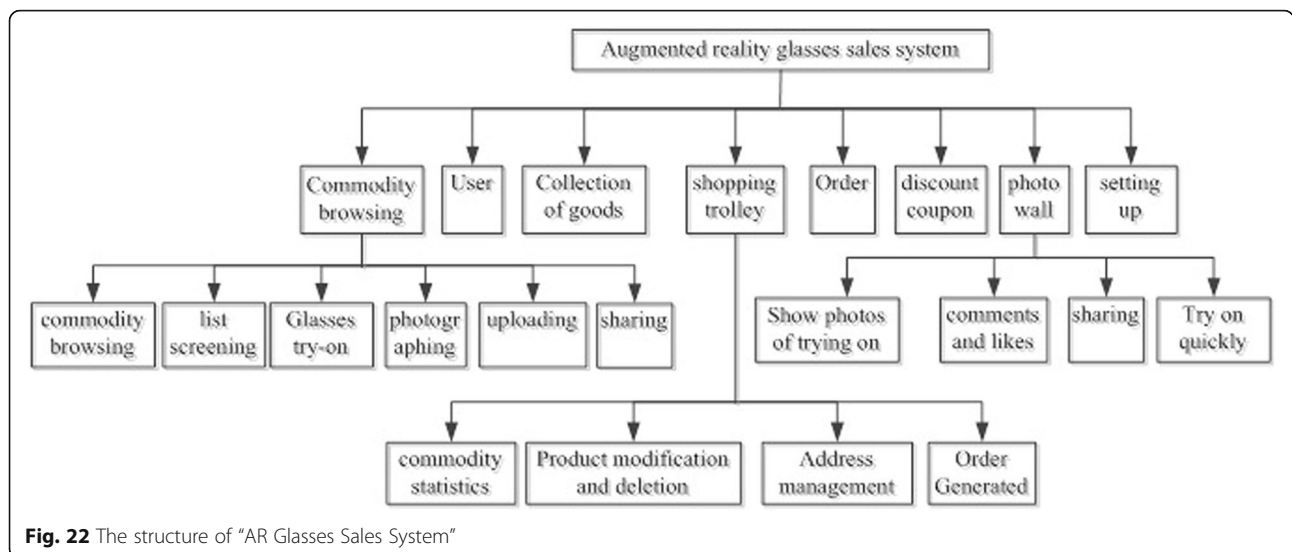 Augmented reality glasses sales system
Commodity
browsing
User
Collection
of goods
shopping
trolley
Order
discount
coupon
photo
wall
setting
up
commodity
browsing
list
screening
Glasses
try-on
photogr
aphing
uploading
sharing
Show photos
of trying on
comments
and likes
sharing
Try on
quickly
commodity
statistics
Product modification
and deletion
Address
management
Order
Generated
Fig. 22 The structure of “AR Glasses Sales System”